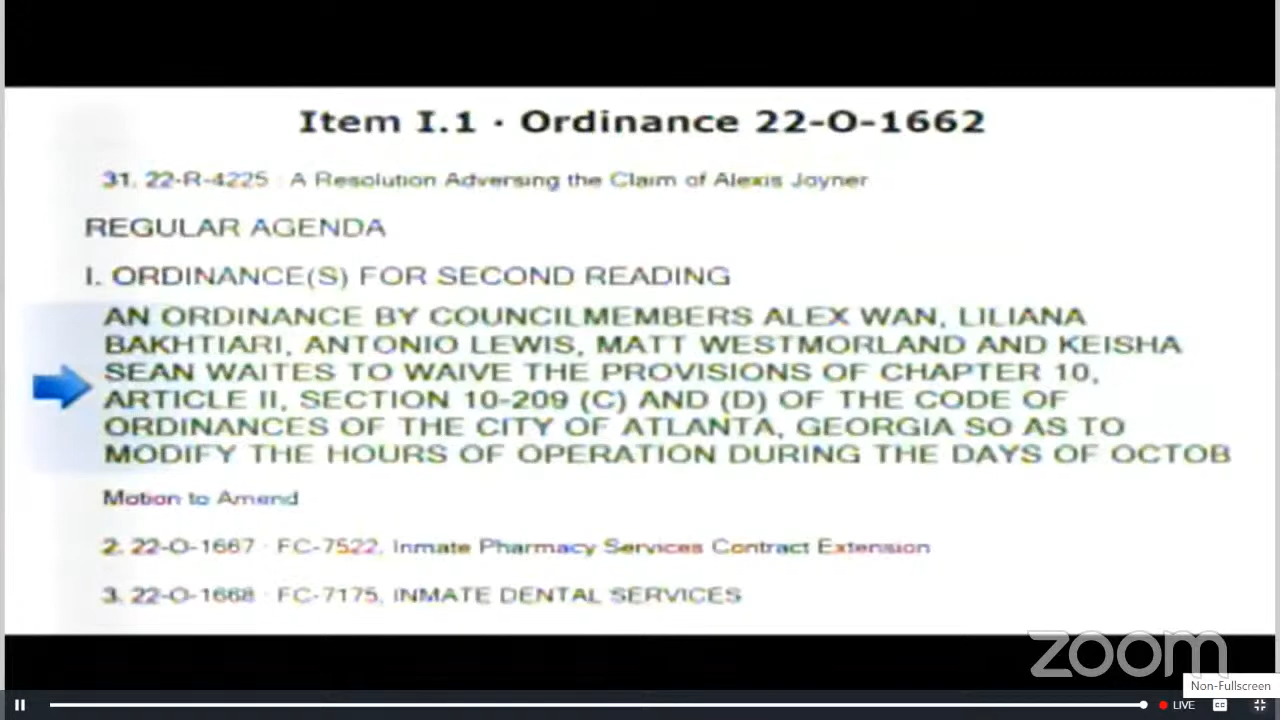 Item I.1 · Ordinance 22-O-1662
31. 22-R-4225 · A Resolution Adversing the Claim of Alexis Joyner
REGULAR AGENDA
I. ORDINANCE(S) FOR SECOND READING
AN ORDINANCE BY COUNCILMEMBERS ALEX WAN, LILIANA
BAKHTIARI, ANTONIO LEWIS, MATT WESTMORLAND AND KEISHA
SEAN WAITES TO WAIVE THE PROVISIONS OF CHAPTER 10,
ARTICLE II, SECTION 10-209 (C) AND (D) OF THE CODE OF
ORDINANCES OF THE CITY OF ATLANTA, GEORGIA SO AS TO
MODIFY THE HOURS OF OPERATION DURING THE DAYS OF OCTOB
Motion to Amend
2. 22-O-1667 · FC-7522, Inmate Pharmacy Services Contract Extension
3. 22-O-1668 · FC-7175, INMATE DENTAL SERVICES
zoom
Non-Fullscreen
LIVE
CC